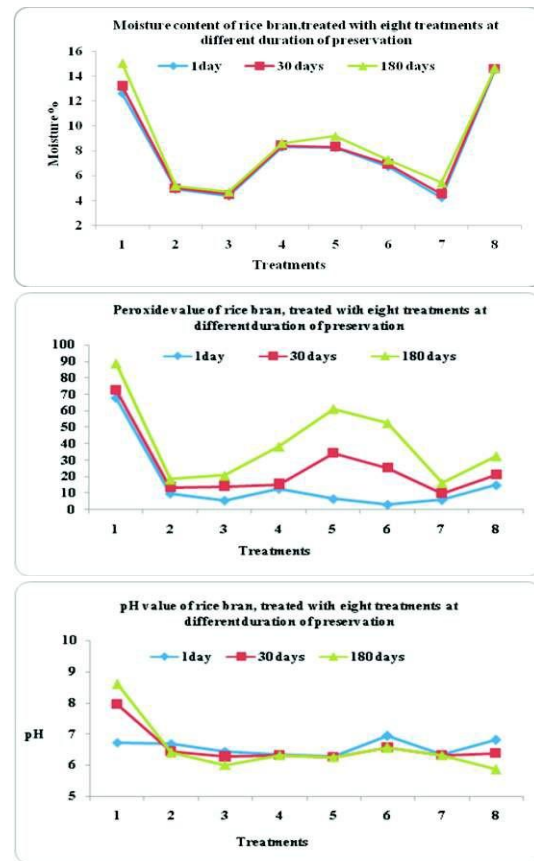 Moisture content of rice bran,treated with eight treatments at
different duration of preservation
1day 30 days 180 days
16
14
12
10
8
6
4
2
Moisture %
1 2 3 4 5 6 7 8
Treatments
Peroxide value of rice bran, treated with eight treatments at
different duration of preservation
1day 30 days 180 days
100
90
80
70
60
50
40
30
20
10
0
1 2 3 4 5 6 7 8
Treatments
pH value of rice bran, treated with eight treatments at
different duration of preservation
1day 30 days 180 days
10
9
8
7
6
5
pH
1 2 3 4 5 6 7 8
Treatments